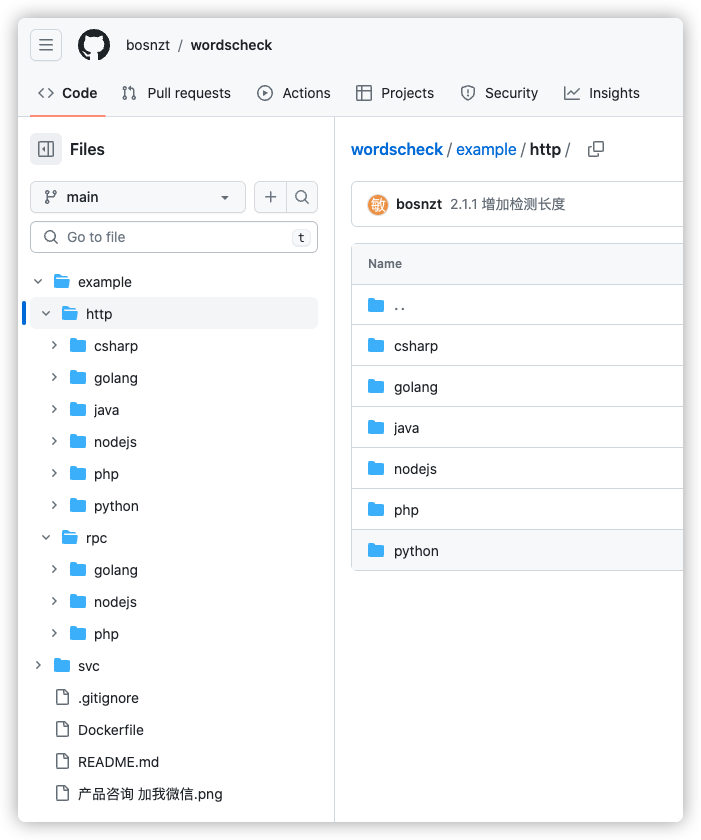 bosnzt / wordscheck
Code Pull requests Actions Projects Security Insights
Files
main
Go to file t
example
http
csharp
golang
java
nodejs
php
python
rpc
golang
nodejs
php
svc
.gitignore
Dockerfile
README.md
产品咨询 加我微信.png
wordscheck / example / http /
敏 bosnzt 2.1.1 增加检测长度
Name
..
csharp
golang
java
nodejs
php
python